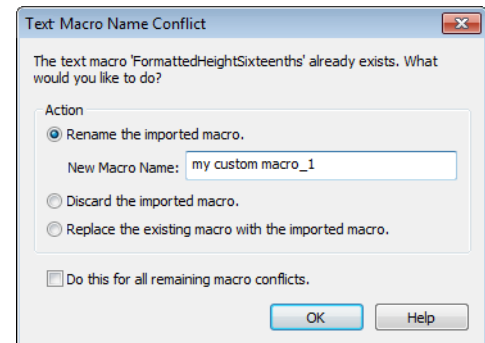 Text Macro Name Conflict
The text macro 'FormattedHeightSixteenths' already exists. What
would you like to do?
Action
Rename the imported macro.
New Macro Name: my custom macro_1
Discard the imported macro.
Replace the existing macro with the imported macro.
Do this for all remaining macro conflicts.
OK Help